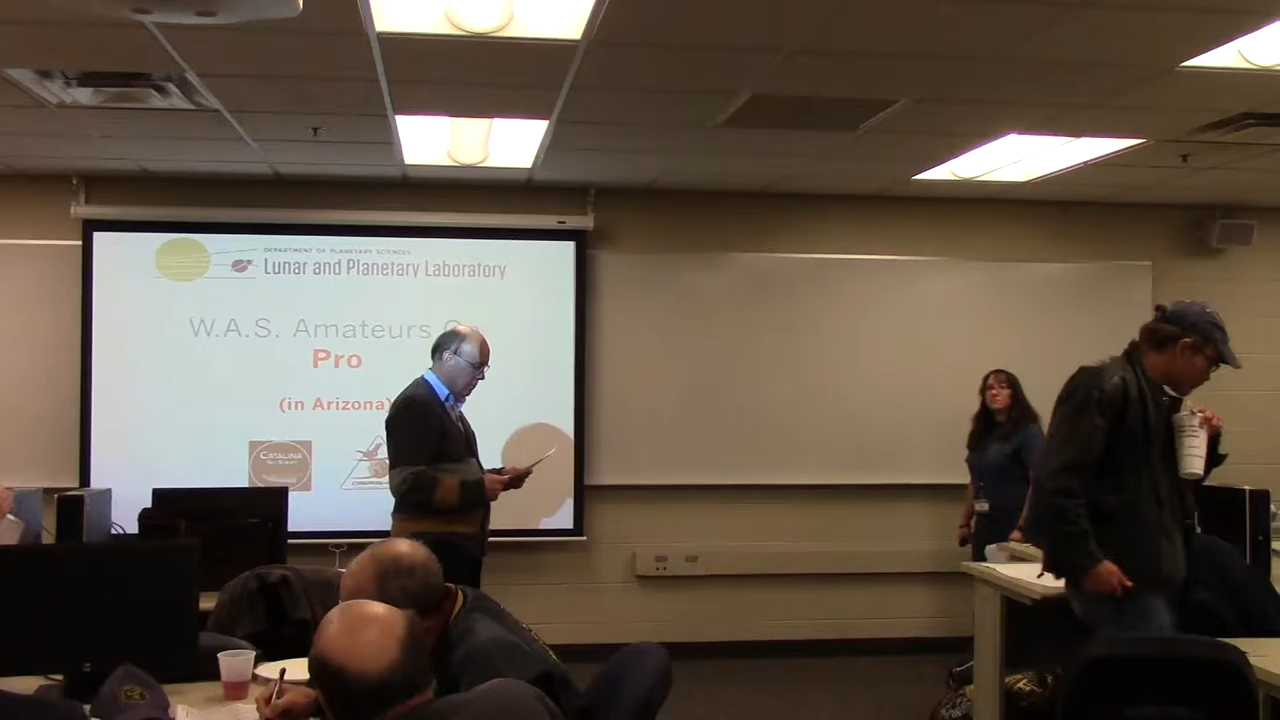 DEPARTMENT OF PLANETARY SCIENCES
Lunar and Planetary Laboratory
W.A.S. Amateurs
Pro
(in Arizona)
CATALINA